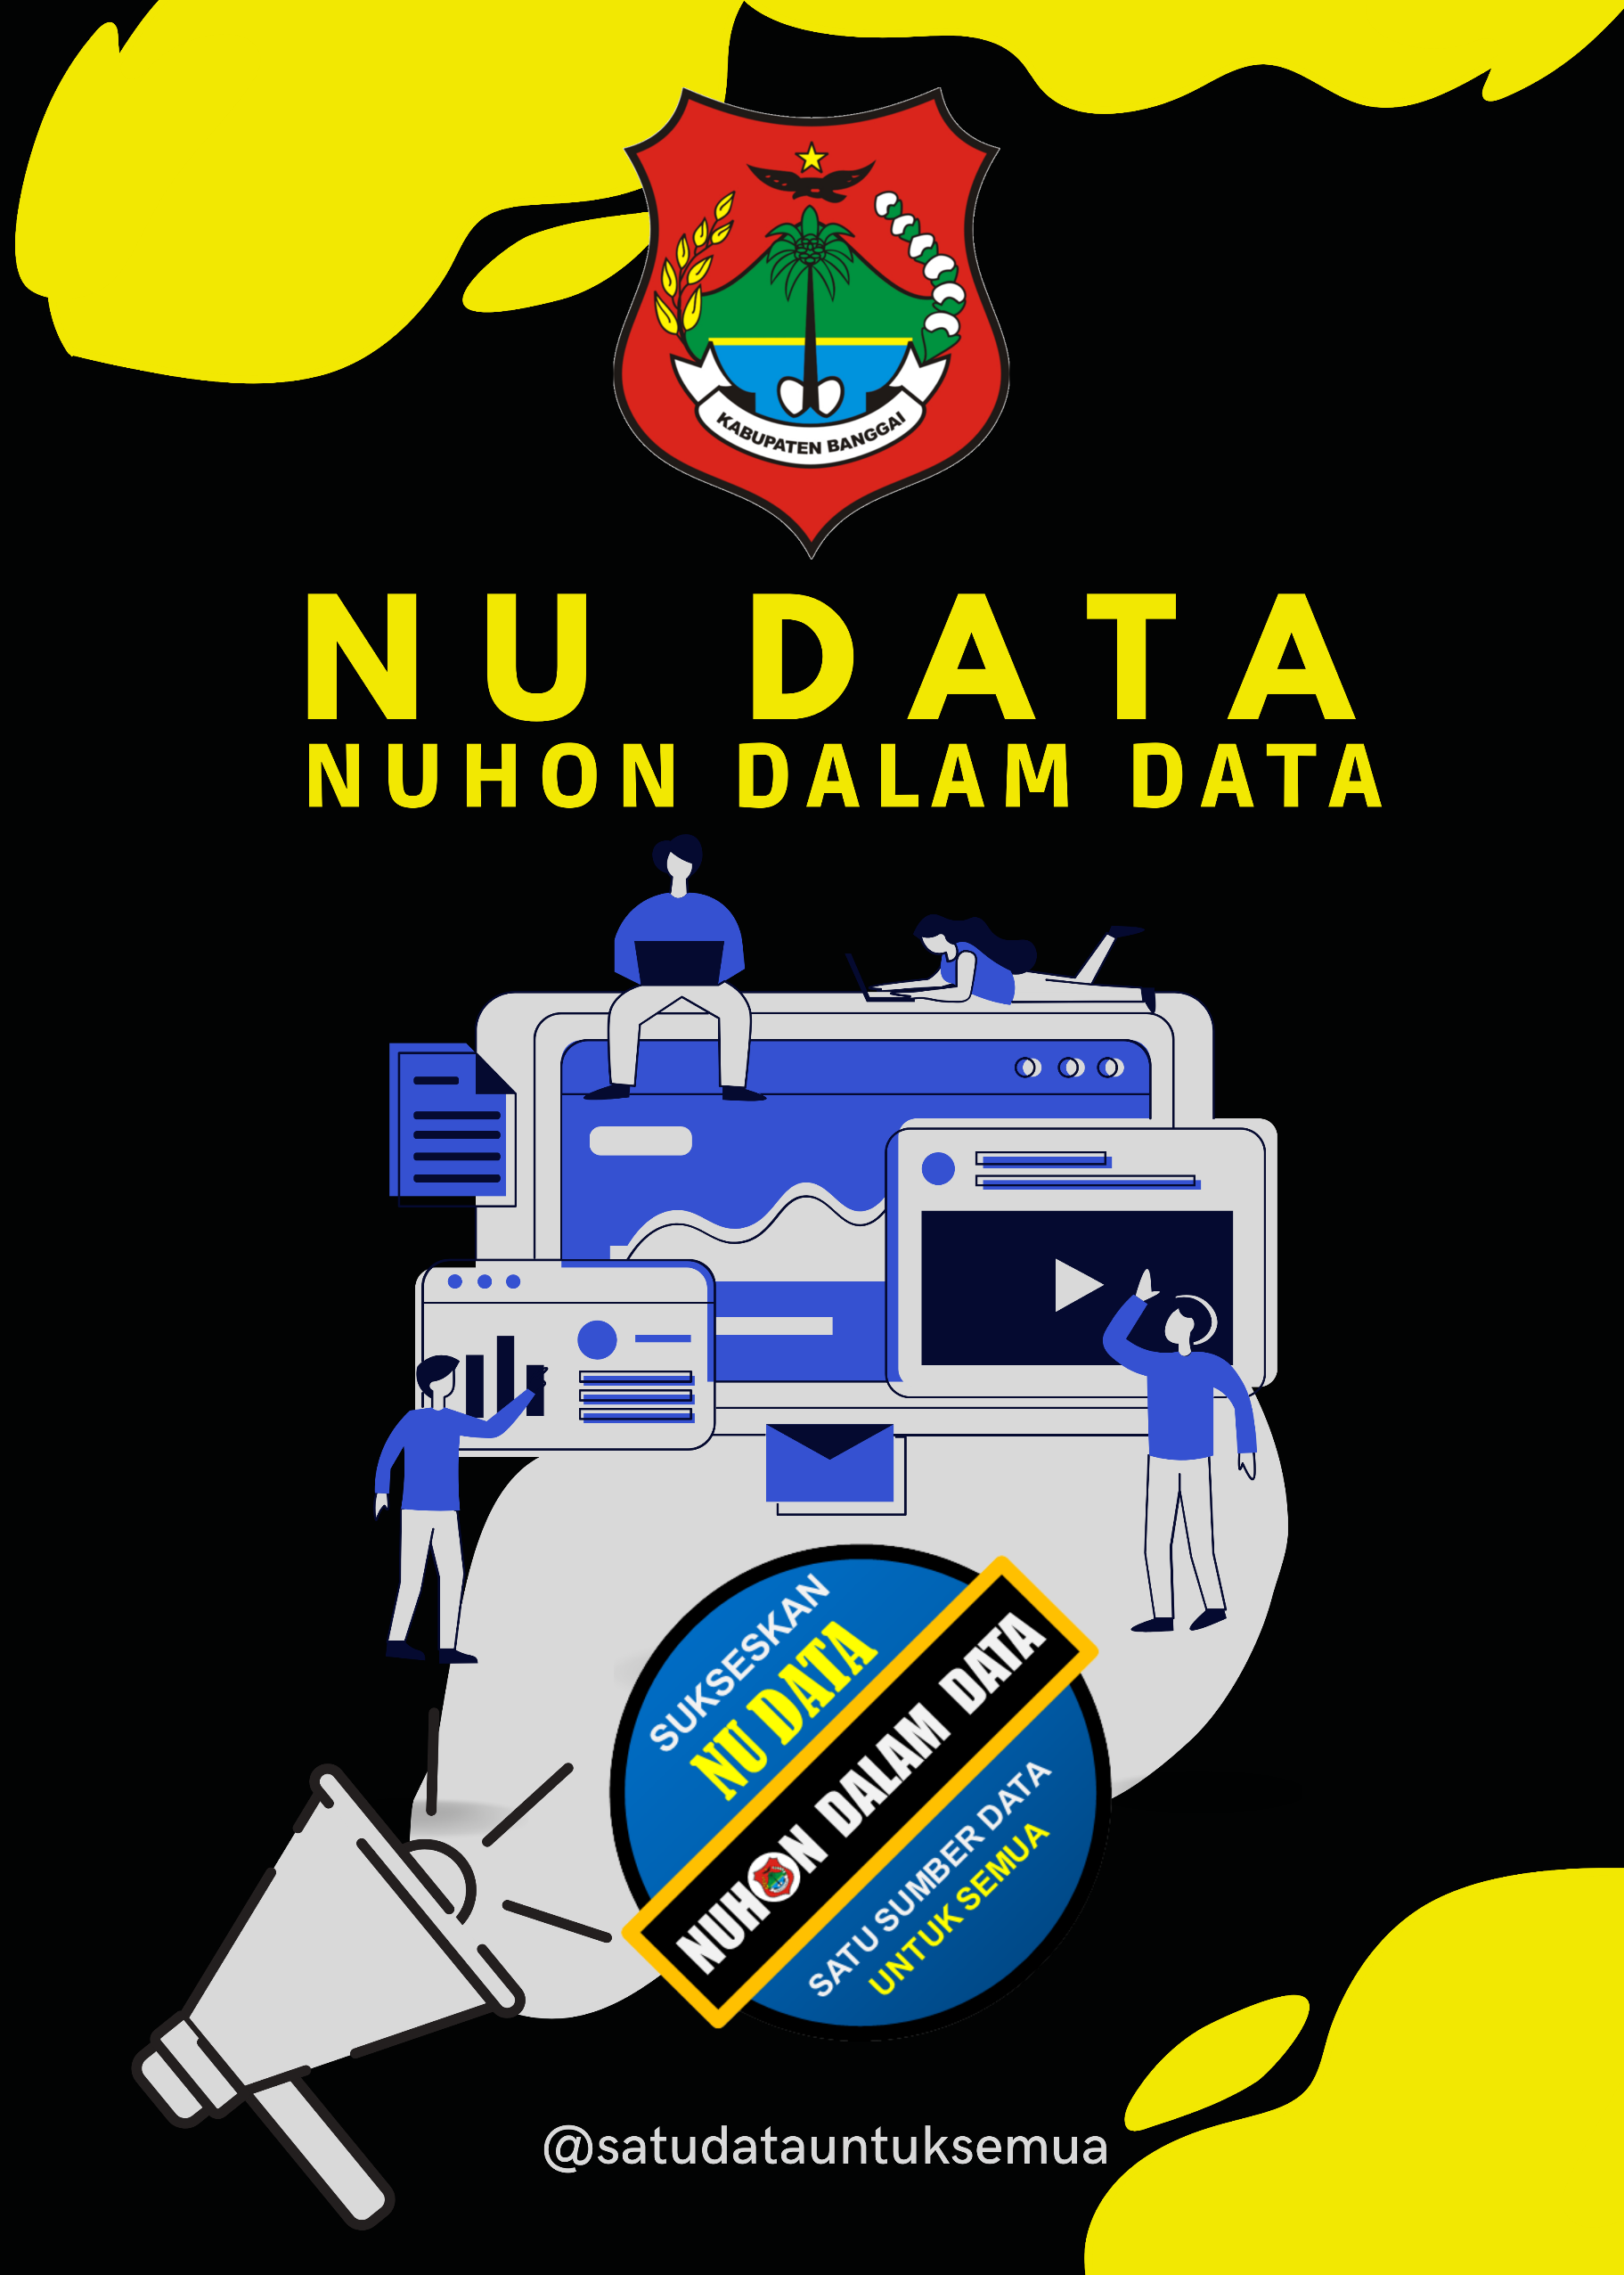 KABUPATEN BANGGAI
NU DATA
NUHON DALAM DATA
SUKSESKAN
NU DATA
NUHON DALAM DATA
SATU SUMBER DATA
UNTUK SEMUA
@satudatauntuksemua